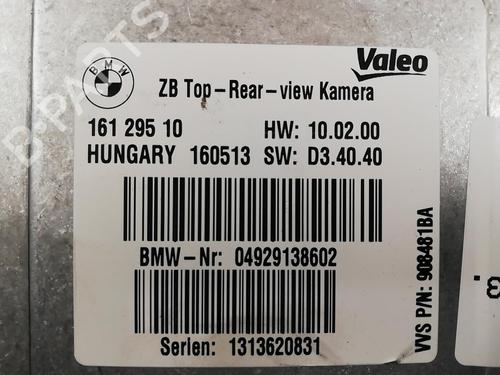 BMW
Valeo
ZB Top-Rear-view Kamera
161 295 10 HW: 10.02.00
HUNGARY 160513 SW: D3.40.40
BMW-Nr: 04929138602
Serlen: 1313620831
VVS P/N: 908481BA
B-PARTS